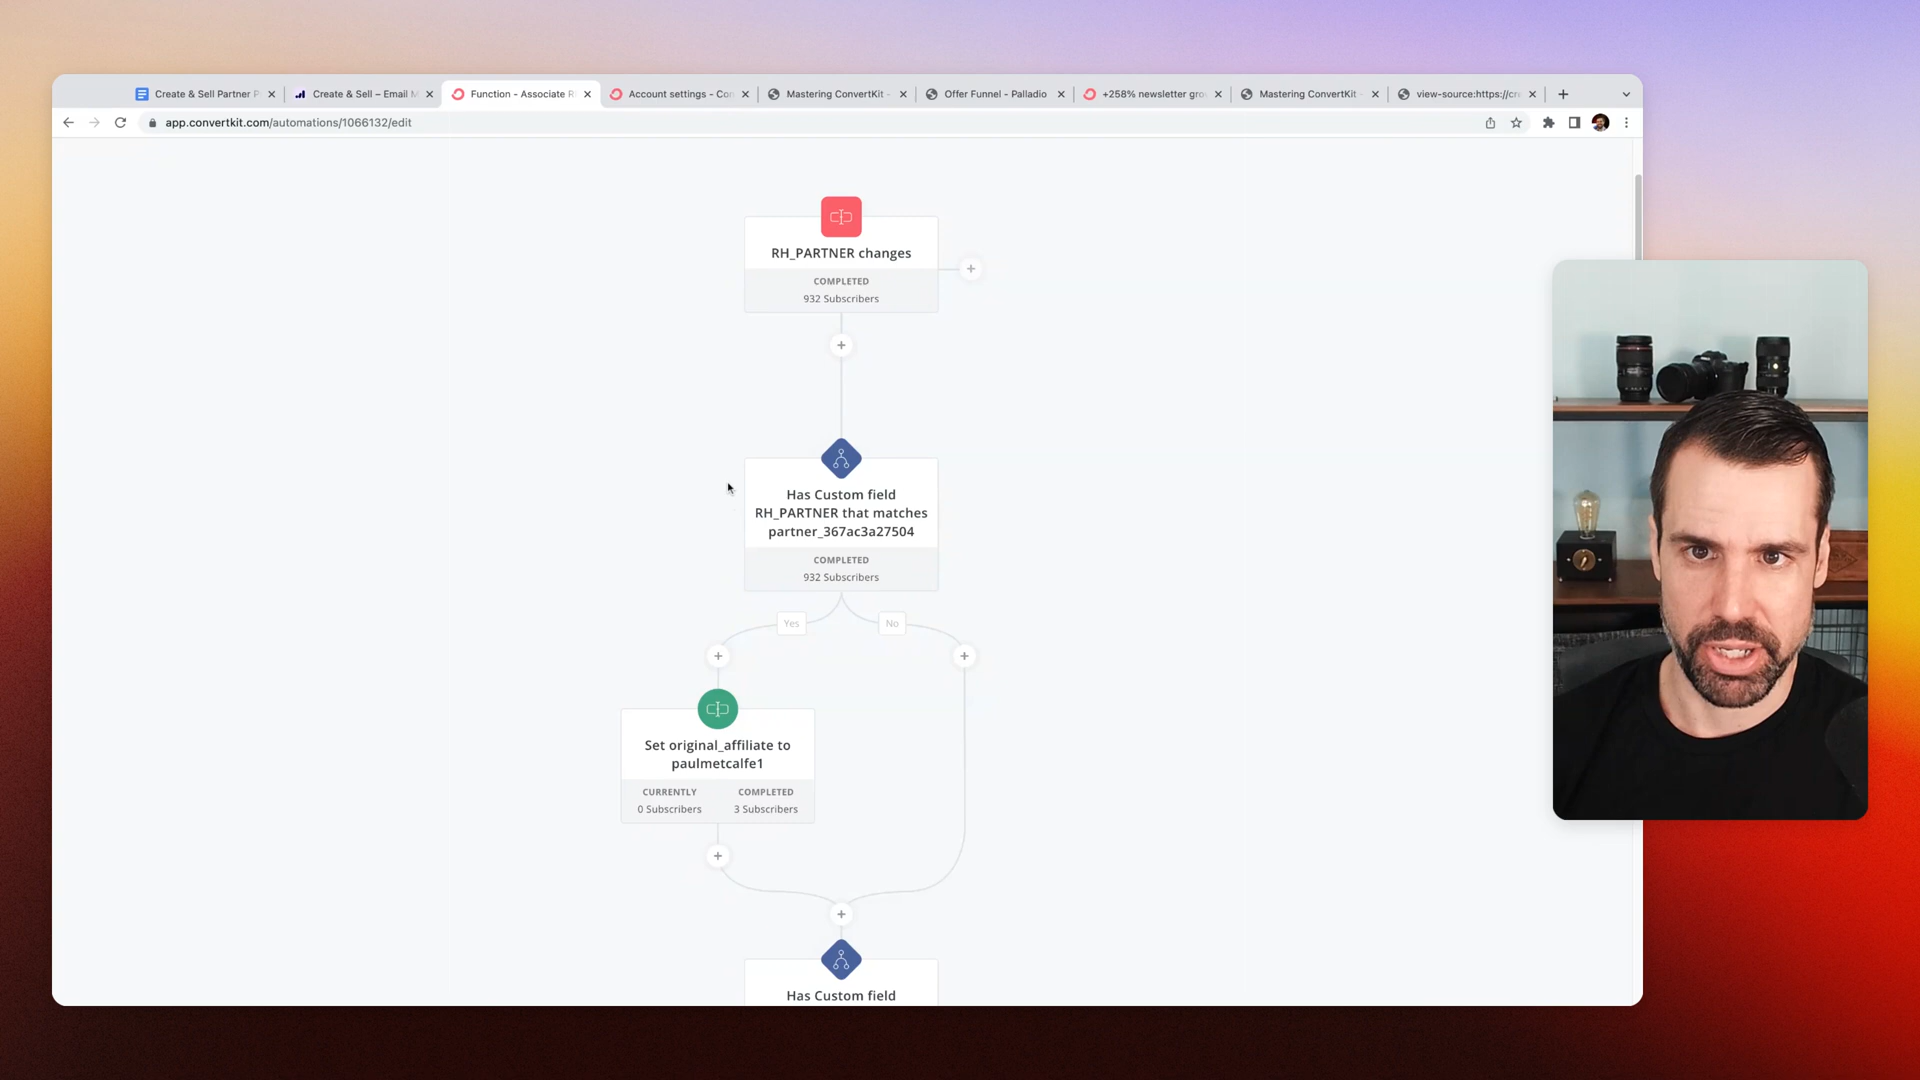 Create & Sell Partner P
Create & Sell – Email M
Function - Associate R
Account settings - Con
Mastering ConvertKit -
Offer Funnel - Palladio
+258% newsletter gro
Mastering ConvertKit -
view-source:https://cre
app.convertkit.com/automations/1066132/edit
RH_PARTNER changes
COMPLETED
932 Subscribers
Has Custom field
RH_PARTNER that matches
partner_367ac3a27504
COMPLETED
932 Subscribers
Yes
No
Set original_affiliate to
paulmetcalfe1
CURRENTLY
0 Subscribers
COMPLETED
3 Subscribers
Has Custom field